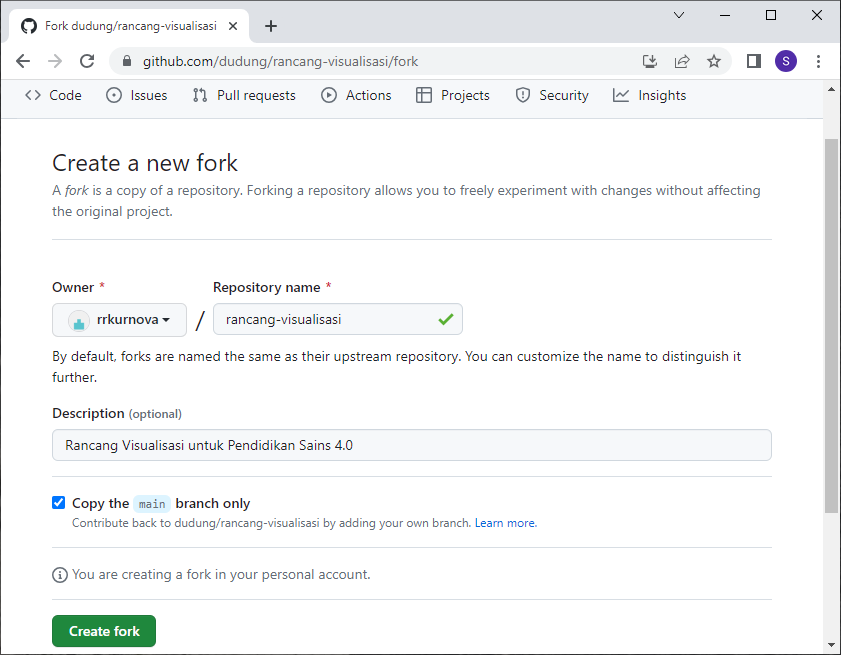 Fork dudung/rancang-visualisasi
github.com/dudung/rancang-visualisasi/fork
S
Code Issues Pull requests Actions Projects Security Insights
Create a new fork
A fork is a copy of a repository. Forking a repository allows you to freely experiment with changes without affecting
the original project.
Owner * Repository name *
rrkurnova / rancang-visualisasi
By default, forks are named the same as their upstream repository. You can customize the name to distinguish it
further.
Description (optional)
Rancang Visualisasi untuk Pendidikan Sains 4.0
Copy the main branch only
Contribute back to dudung/rancang-visualisasi by adding your own branch. Learn more.
You are creating a fork in your personal account.
Create fork